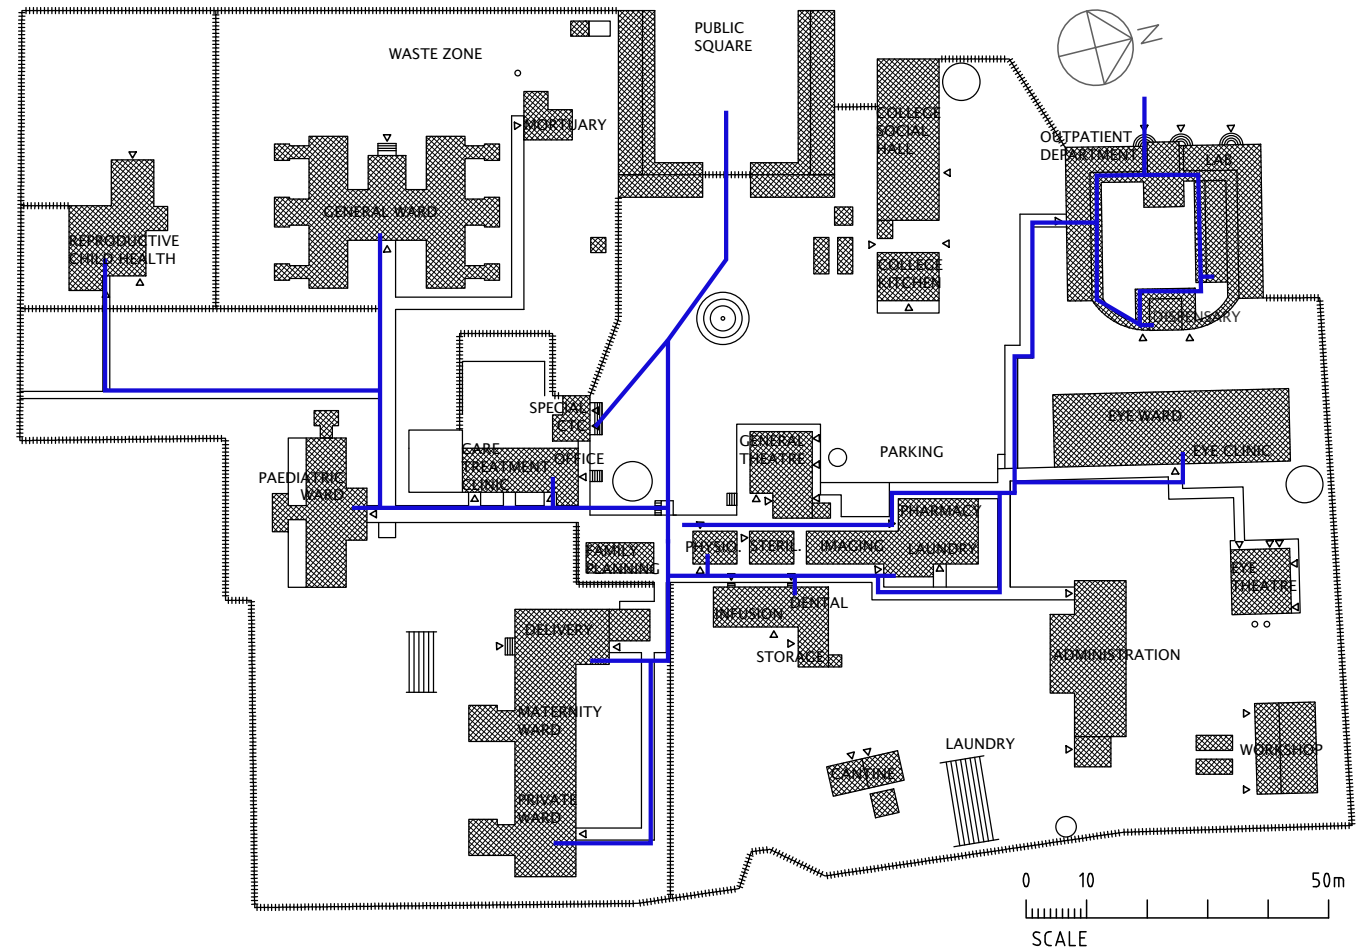 PUBLIC
SQUARE
N
WASTE ZONE
MORTUARY
COLLEGE
SOCIAL
HALL
OUTPATIENT
DEPARTMENT
LAB
GENERAL WARD
REPRODUCTIVE
CHILD HEALTH
COLLEGE
KITCHEN
DISPENSARY
SPECIAL
CTC
EYE WARD
EYE CLINIC
CARE
TREATMENT
CLINIC
OFFICE
GENERAL
THEATRE
PARKING
PAEDIATRIC
WARD
PHARMACY
FAMILY
PLANNING
PHYSIO.
STERIL.
IMAGING
LAUNDRY
EYE
THEATRE
INFUSION
DENTAL
DELIVERY
STORAGE
ADMINISTRATION
MATERNITY
WARD
LAUNDRY
WORKSHOP
CANTINE
PRIVATE
WARD
0 10 50m
SCALE